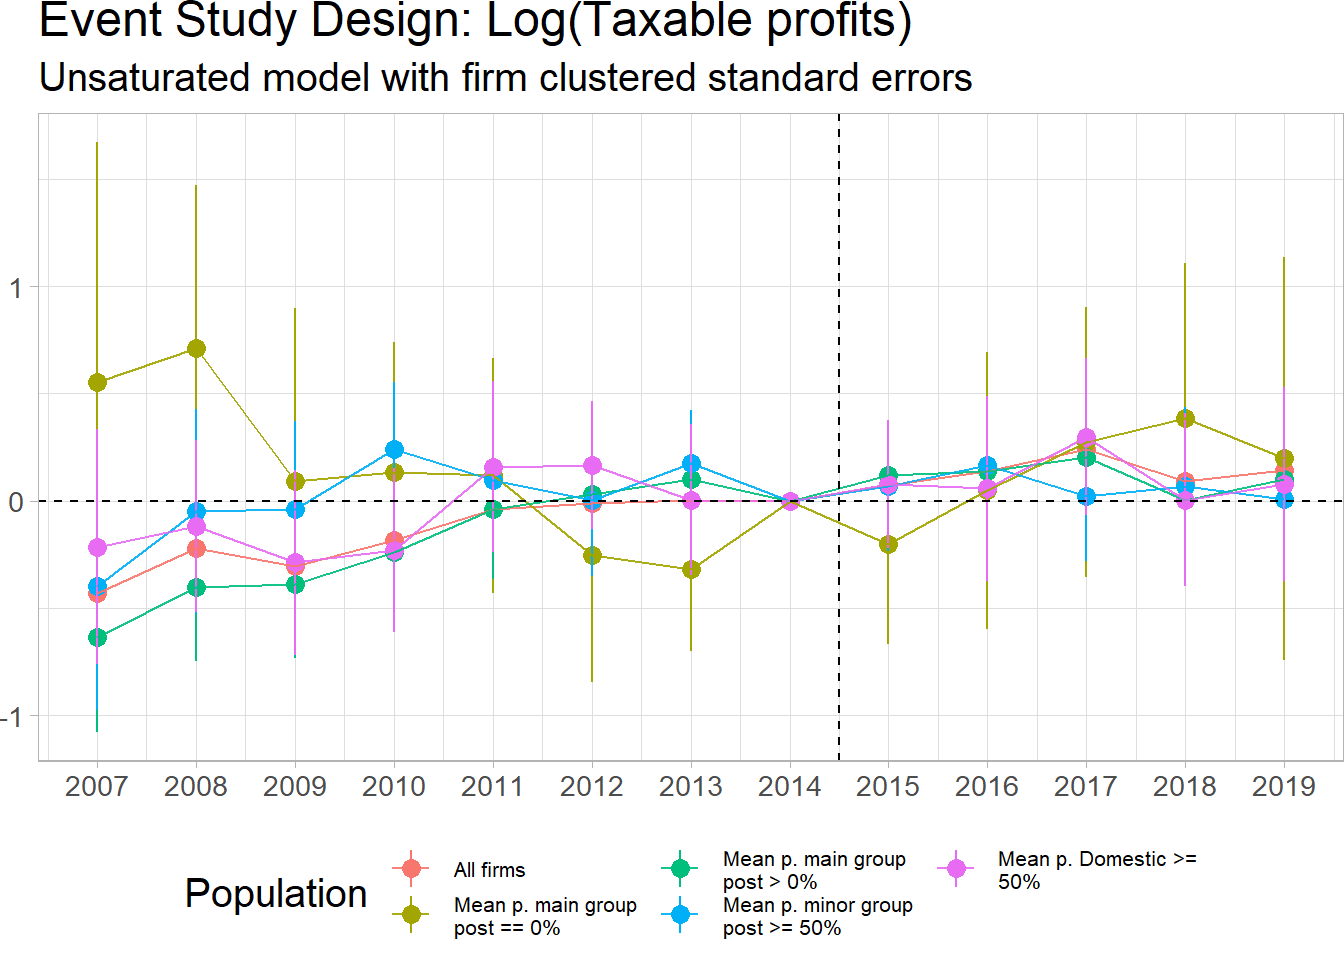 Event Study Design: Log(Taxable profits)
Unsaturated model with firm clustered standard errors
1
0
-1
2007 2008 2009 2010 2011 2012 2013 2014 2015 2016 2017 2018 2019
Population
All firms
Mean p. main group
post == 0%
Mean p. main group
post > 0%
Mean p. minor group
post >= 50%
Mean p. Domestic >=
50%